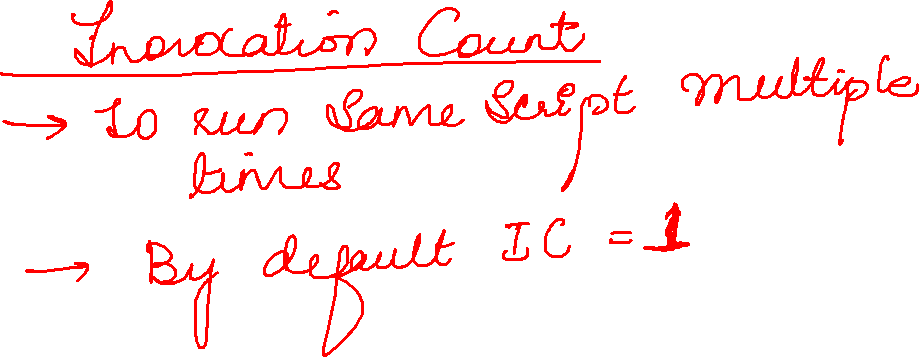 Invocation Count
→ To run Same Script multiple
times
→ By default IC = 1